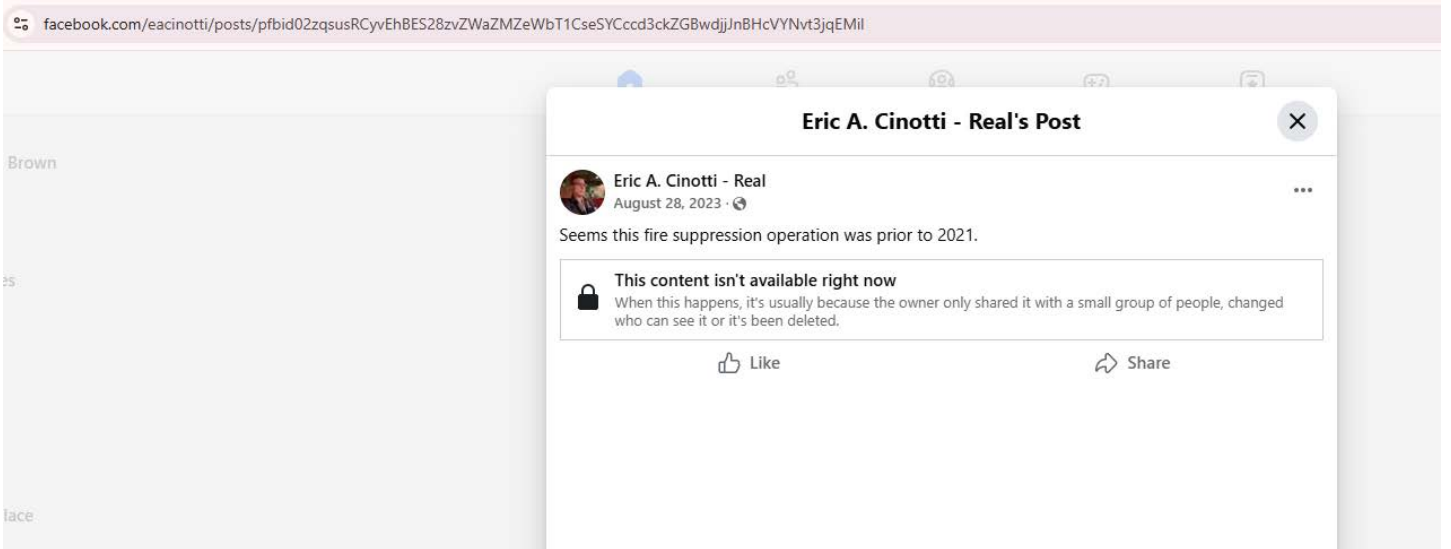 facebook.com/eacinotti/posts/pfbid02zqsusRCyvEhBES28zvZWaZMZeWbT1CseSYCccd3ckZGBwdjjJnBHcVYNvt3jqEMil
Eric A. Cinotti - Real's Post
Brown
Eric A. Cinotti - Real
August 28, 2023 ·
Seems this fire suppression operation was prior to 2021.
es
This content isn't available right now
When this happens, it's usually because the owner only shared it with a small group of people, changed
who can see it or it's been deleted.
Like Share
lace